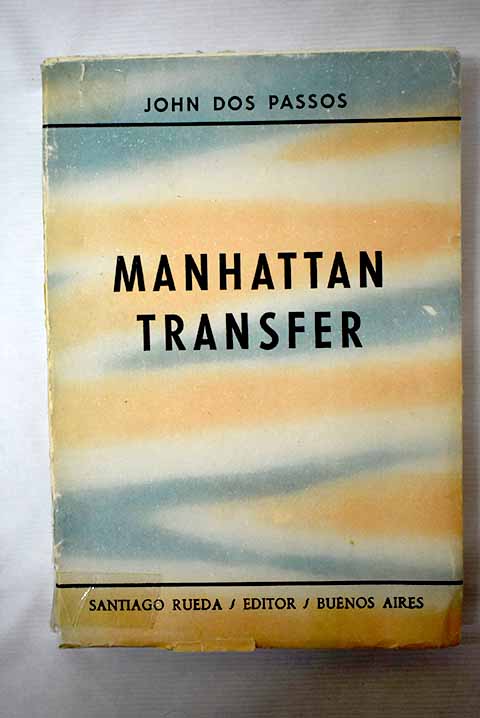 JOHN DOS PASSOS
MANHATTAN
TRANSFER
SANTIAGO RUEDA / EDITOR / BUENOS AIRES